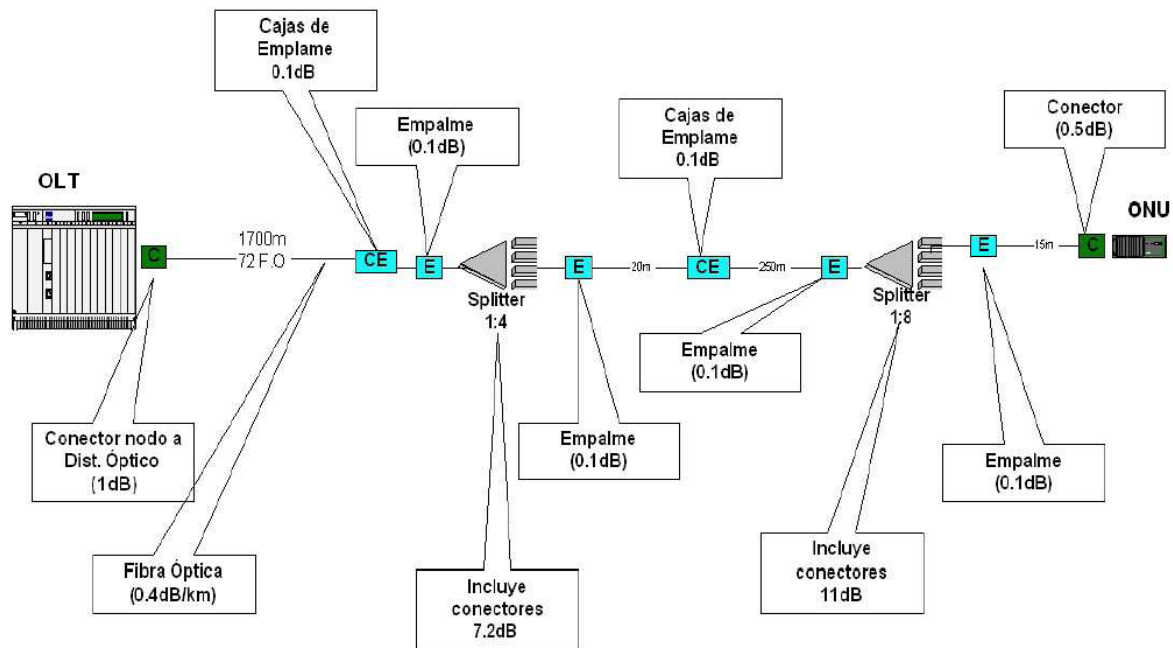 Cajas de
Emplame
0.1dB
Empalme
(0.1dB)
Cajas de
Emplame
0.1dB
Conector
(0.5dB)
OLT
ONU
C
1700m
72 F.O
CE
E
Splitter
1:4
E
20m
CE
250m
E
Splitter
1:8
E
15m
C
Empalme
(0.1dB)
Conector nodo a
Dist. Óptico
(1dB)
Empalme
(0.1dB)
Empalme
(0.1dB)
Fibra Óptica
(0.4dB/km)
Incluye
conectores
7.2dB
Incluye
conectores
11dB